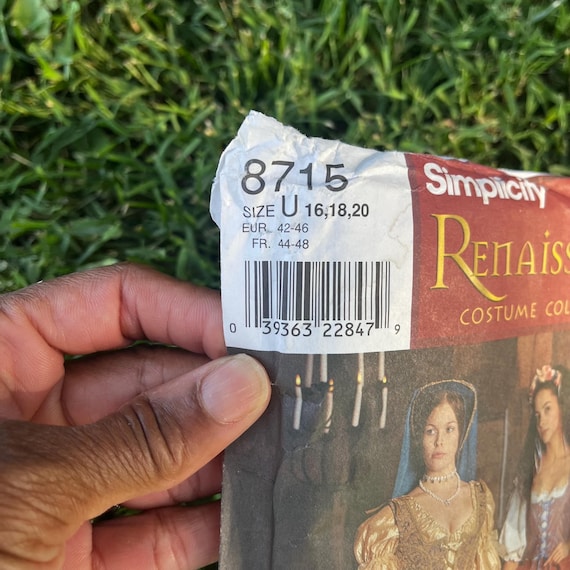 8715
SIZE U 16,18,20
EUR. 42-46
FR. 44-48
0 39363 22847 9
Simplicity
RENAISS
COSTUME COL